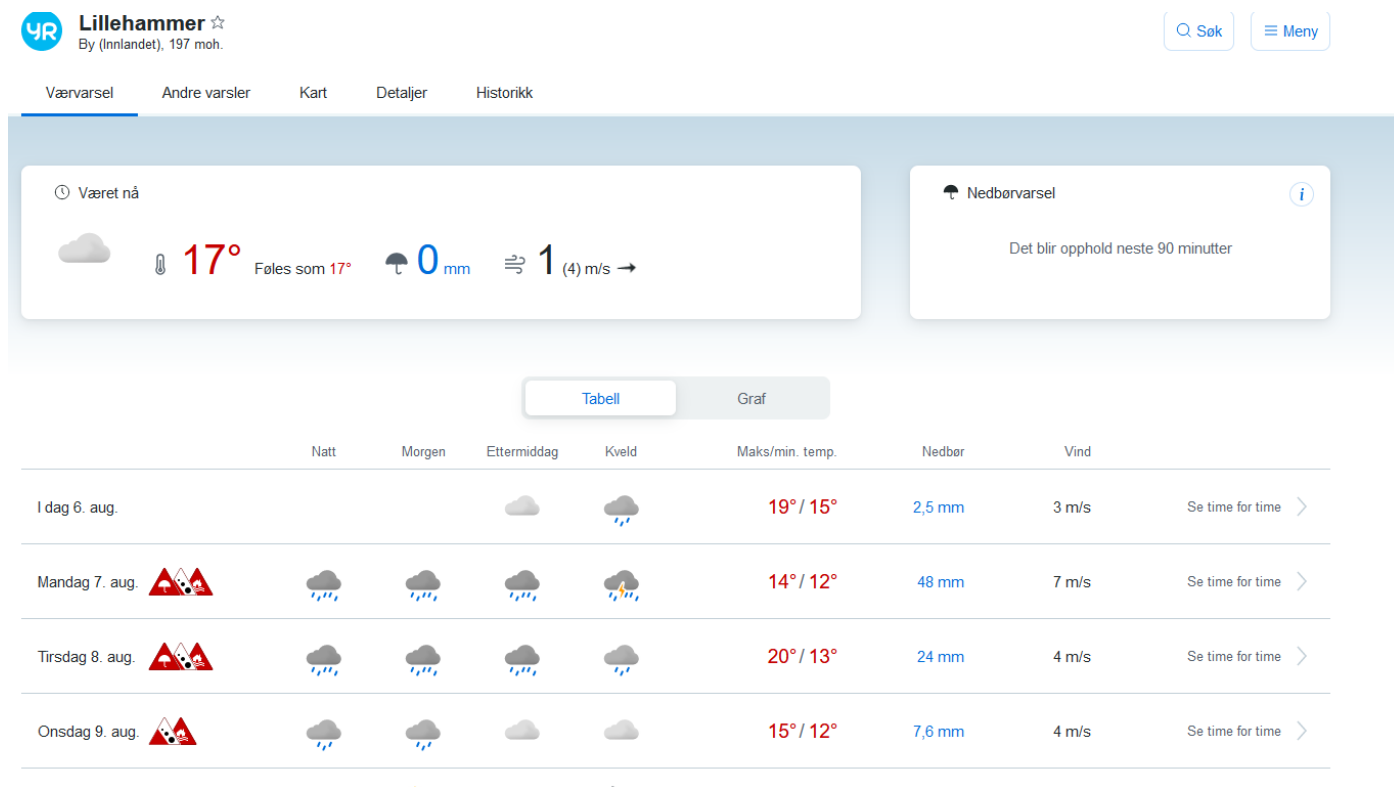 yr
Lillehammer
By (Innlandet), 197 moh.
Søk
Meny
Værvarsel Andre varsler Kart Detaljer Historikk
Været nå
17° Føles som 17° 0 mm 1 (4) m/s
Nedbørvarsel
i
Det blir opphold neste 90 minutter
Tabell Graf
Natt Morgen Ettermiddag Kveld Maks/min. temp. Nedbør Vind
I dag 6. aug. 19°/ 15° 2,5 mm 3 m/s Se time for time
Mandag 7. aug. 14°/ 12° 48 mm 7 m/s Se time for time
Tirsdag 8. aug. 20°/ 13° 24 mm 4 m/s Se time for time
Onsdag 9. aug. 15°/ 12° 7,6 mm 4 m/s Se time for time